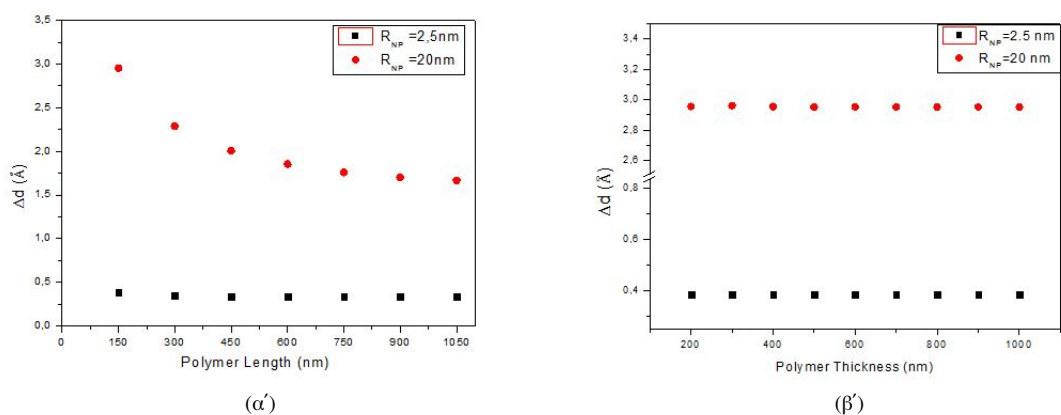 3,5
3,0
2,5
2,0
1,5
1,0
0,5
0,0
Δd (Å)
R_NP =2,5nm
R_NP =20nm
0 150 300 450 600 750 900 1050
Polymer Length (nm)
(α′)
3,4
3,2
3,0
2,8
2,6
0,8
0,6
0,4
Δd (Å)
R_NP =2.5 nm
R_NP =20 nm
200 400 600 800 1000
Polymer Thickness (nm)
(β′)